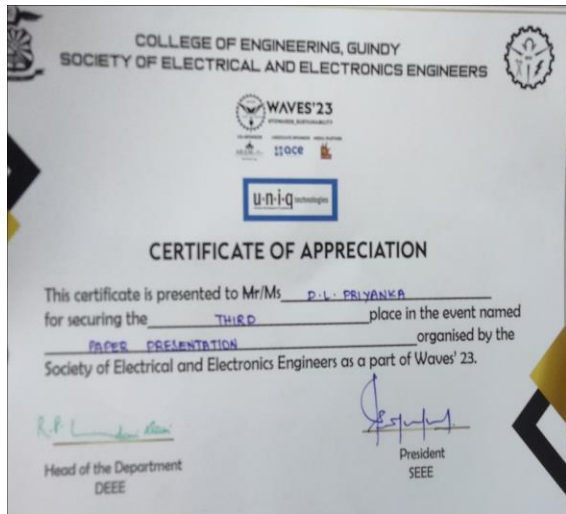 COLLEGE OF ENGINEERING, GUINDY
SOCIETY OF ELECTRICAL AND ELECTRONICS ENGINEERS
WAVES'23
ace
u·n·i·q technologies
CERTIFICATE OF APPRECIATION
This certificate is presented to Mr/Ms P.L. PRIYANKA
for securing the THIRD place in the event named
PAPER PRESENTATION organised by the
Society of Electrical and Electronics Engineers as a part of Waves' 23.
Head of the Department
DEEE
President
SEEE